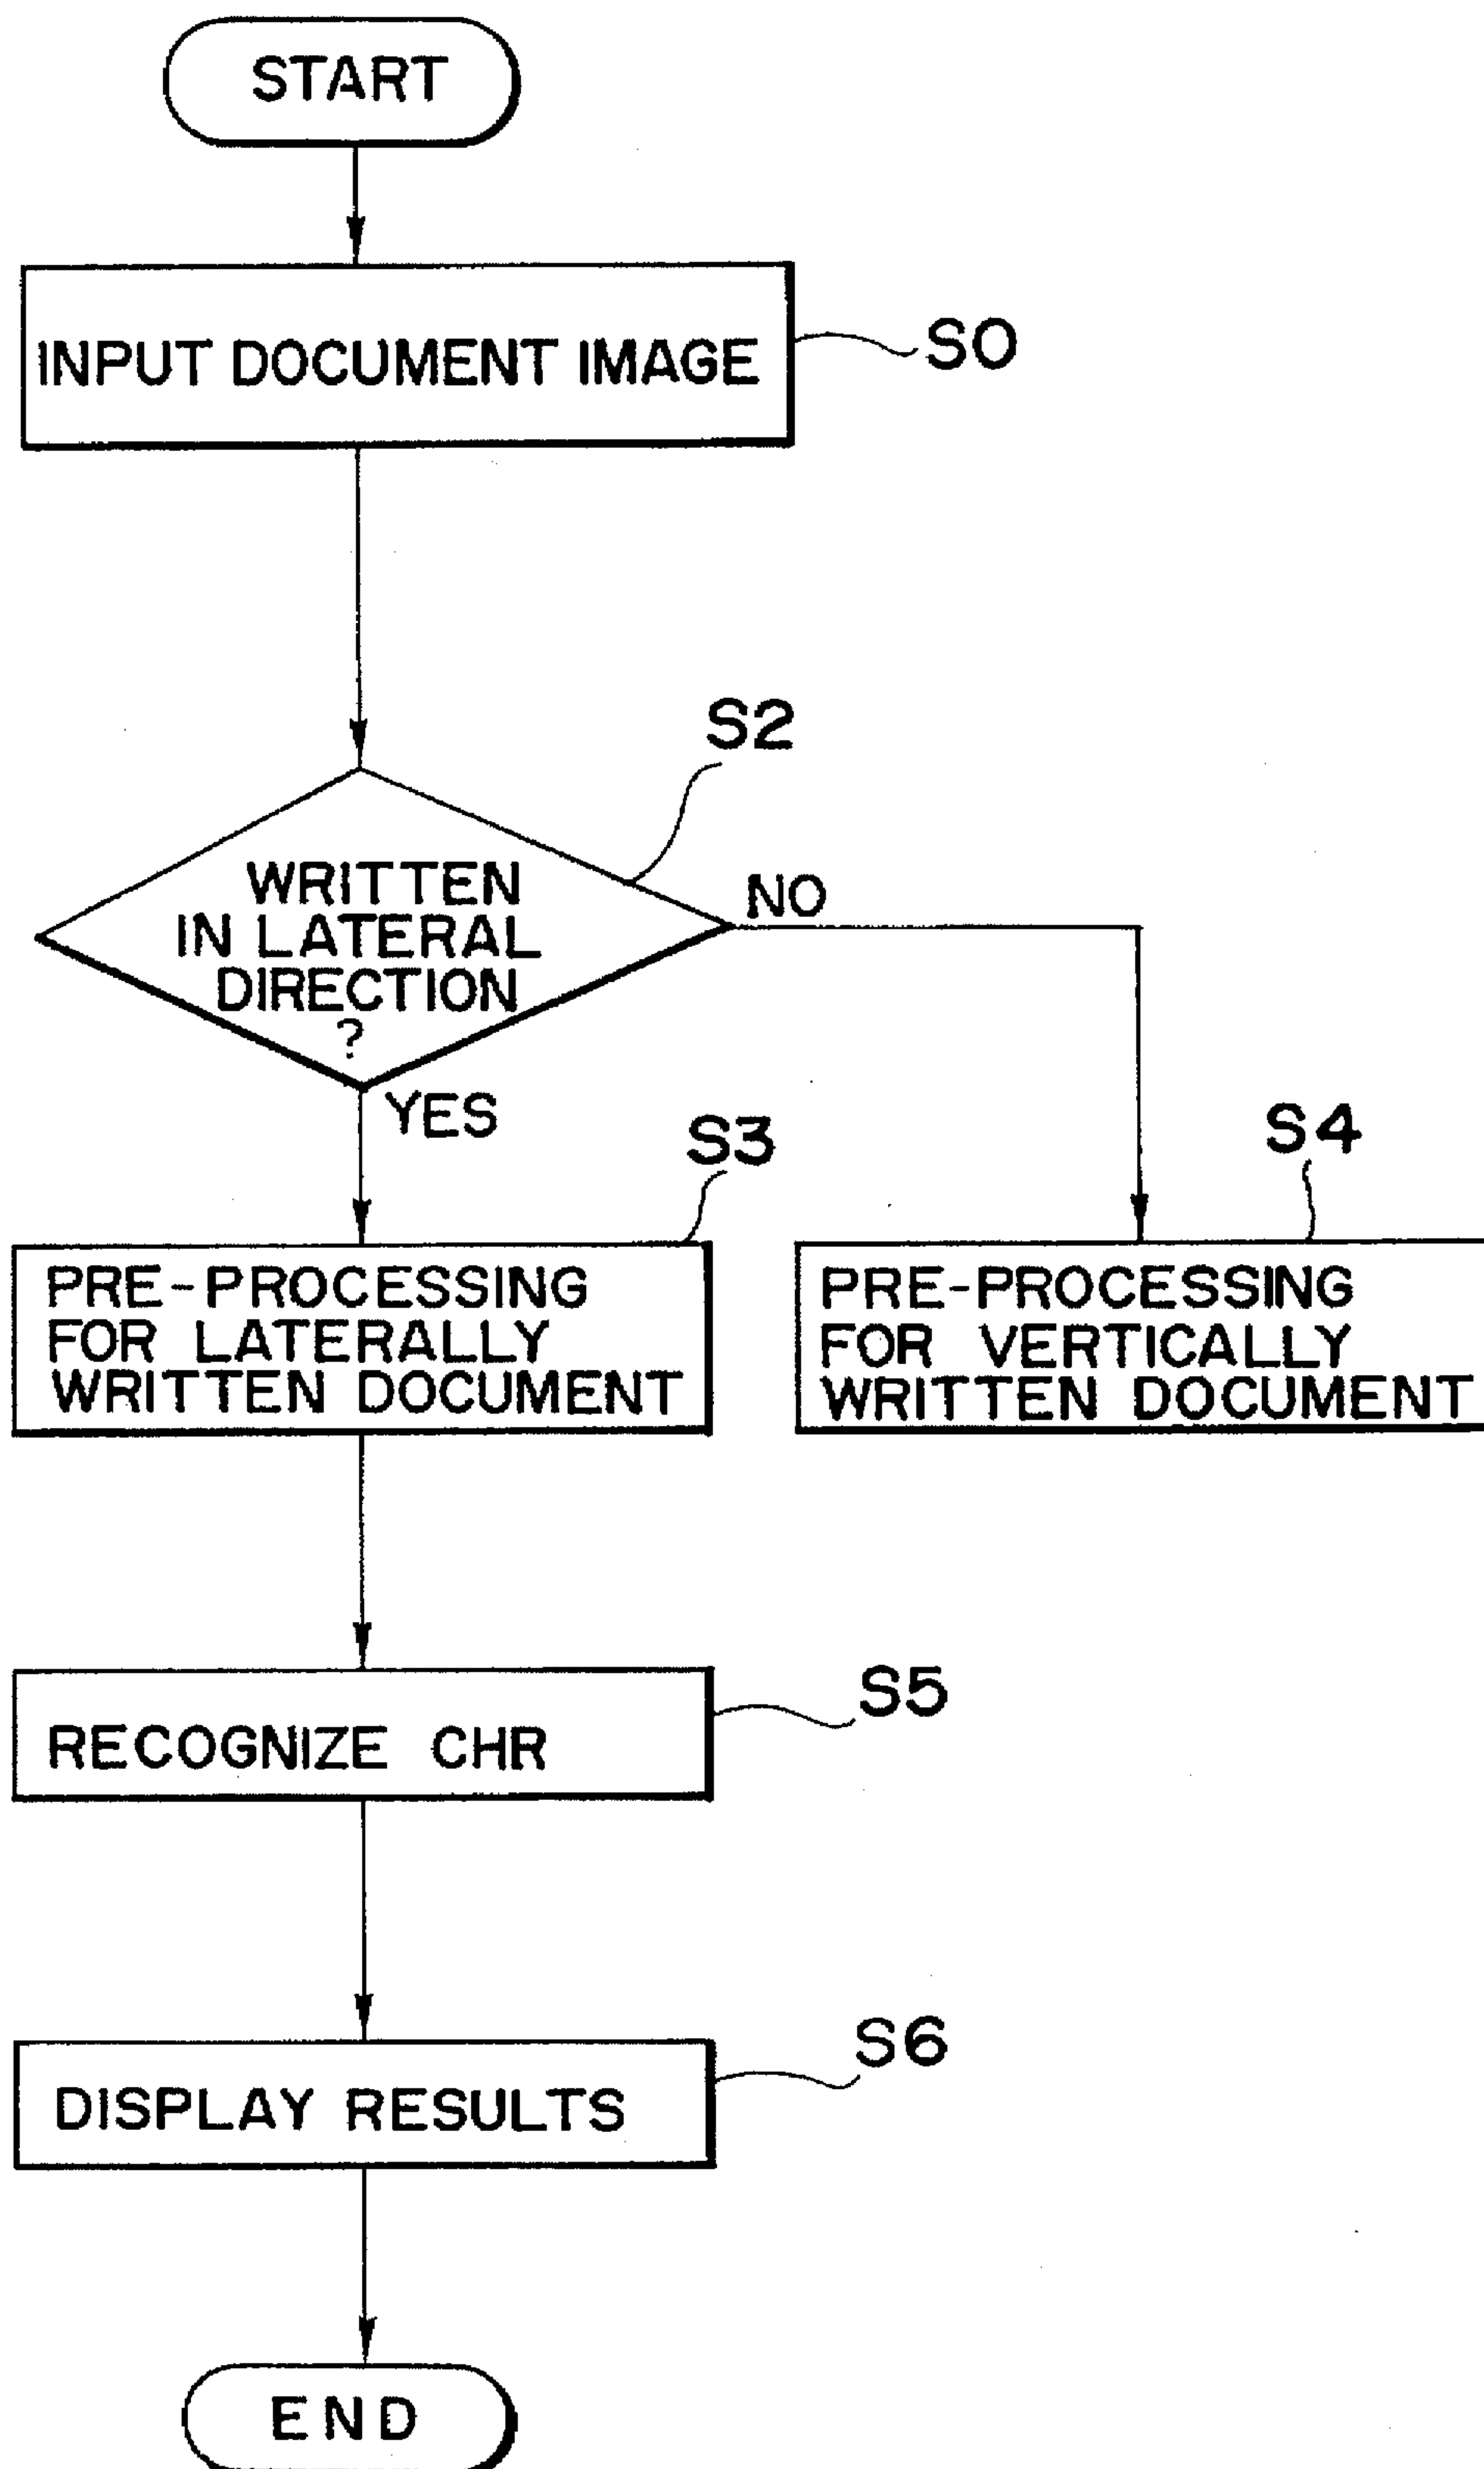 START
INPUT DOCUMENT IMAGE
S0
S2
WRITTEN
IN LATERAL
DIRECTION
?
NO
YES
S3
PRE-PROCESSING
FOR LATERALLY
WRITTEN DOCUMENT
S4
PRE-PROCESSING
FOR VERTICALLY
WRITTEN DOCUMENT
S5
RECOGNIZE CHR
S6
DISPLAY RESULTS
END